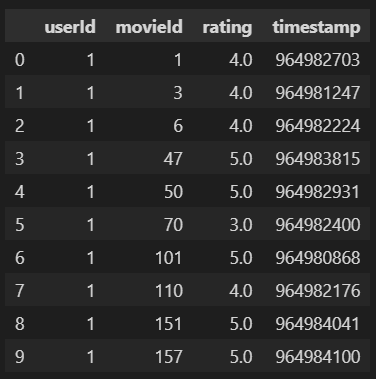 userId movieId rating timestamp
0 1 1 4.0 964982703
1 1 3 4.0 964981247
2 1 6 4.0 964982224
3 1 47 5.0 964983815
4 1 50 5.0 964982931
5 1 70 3.0 964982400
6 1 101 5.0 964980868
7 1 110 4.0 964982176
8 1 151 5.0 964984041
9 1 157 5.0 964984100